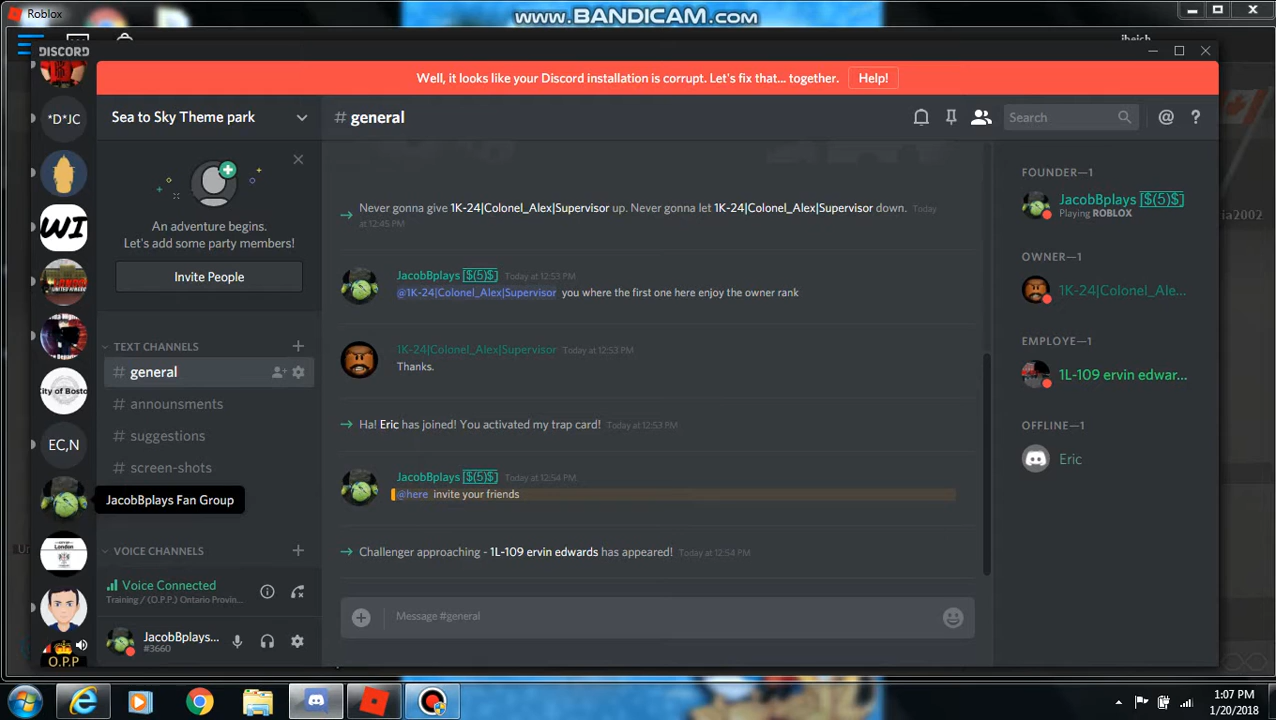 Roblox
www.BANDICAM.com
DISCORD
Well, it looks like your Discord installation is corrupt. Let's fix that... together. Help!
Sea to Sky Theme park
# general
Search
@ ?
*D*JC
WI
City of Bosto
EC,N
O.P.P
An adventure begins.
Let's add some party members!
Invite People
TEXT CHANNELS
# general
# announsments
# suggestions
# screen-shots
JacobBplays Fan Group
VOICE CHANNELS
Voice Connected
Training / (O.P.P.) Ontario Provin...
JacobBplays...
#3660
Never gonna give 1K-24|Colonel_Alex|Supervisor up. Never gonna let 1K-24|Colonel_Alex|Supervisor down. Today
at 12:45 PM
JacobBplays [$(5)$] Today at 12:53 PM
@1K-24|Colonel_Alex|Supervisor you where the first one here enjoy the owner rank
1K-24|Colonel_Alex|Supervisor Today at 12:53 PM
Thanks.
Ha! Eric has joined! You activated my trap card! Today at 12:53 PM
JacobBplays [$(5)$] Today at 12:54 PM
@here invite your friends
Challenger approaching - 1L-109 ervin edwards has appeared! Today at 12:54 PM
Message #general
FOUNDER—1
JacobBplays [$(5)$]
Playing ROBLOX
OWNER—1
1K-24|Colonel_Ale...
EMPLOYE—1
1L-109 ervin edwar...
OFFLINE—1
Eric
ia2002
1:07 PM
1/20/2018